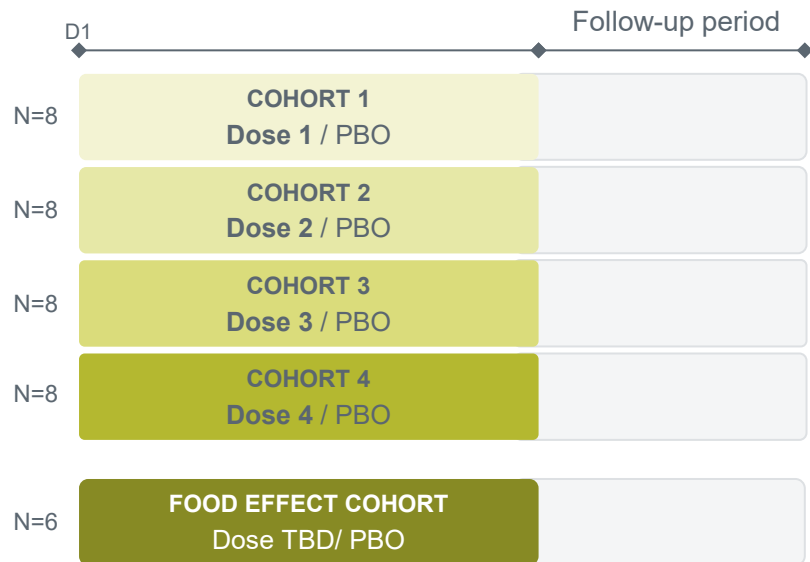 D1
Follow-up period
N=8
COHORT 1
Dose 1 / PBO
N=8
COHORT 2
Dose 2 / PBO
N=8
COHORT 3
Dose 3 / PBO
N=8
COHORT 4
Dose 4 / PBO
N=6
FOOD EFFECT COHORT
Dose TBD/ PBO